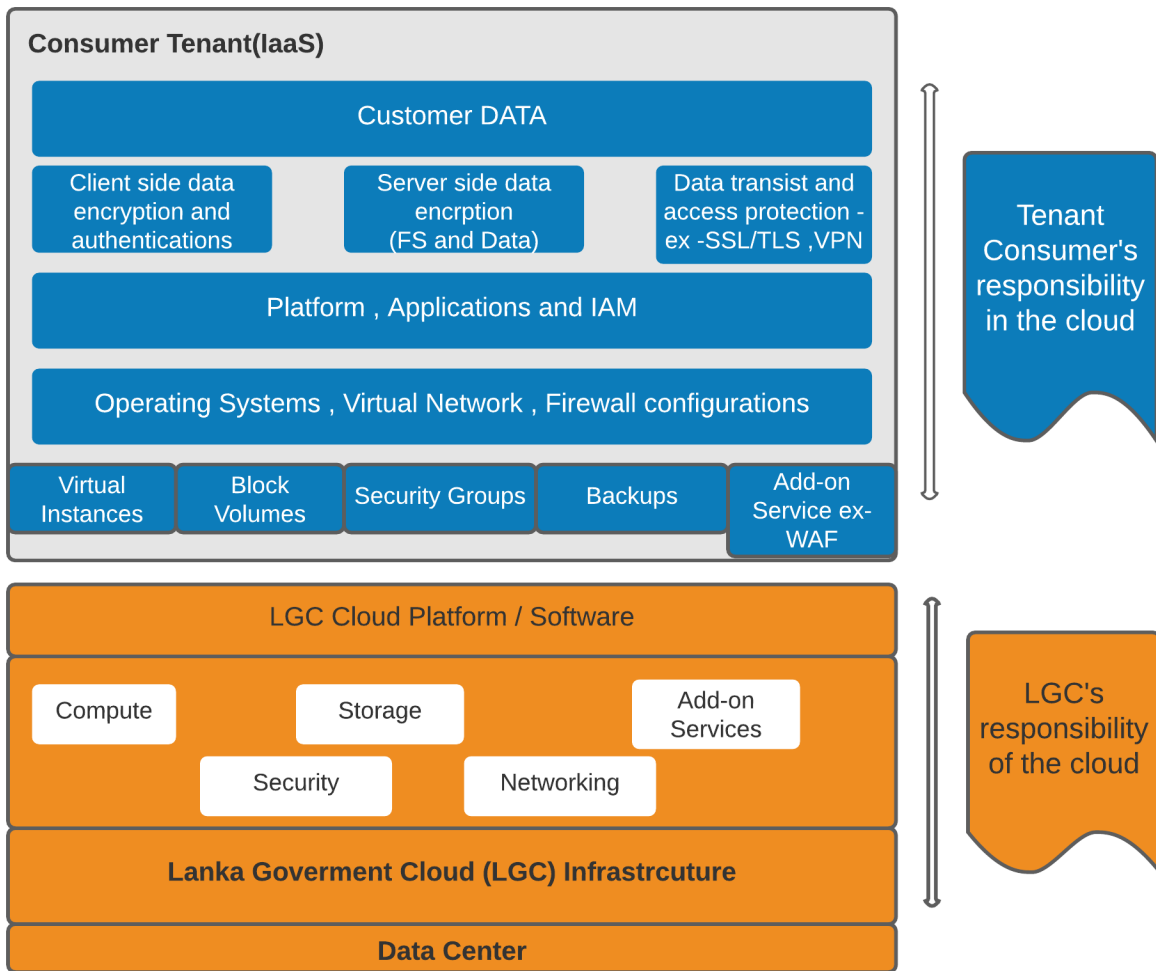 Consumer Tenant(IaaS)
Customer DATA
Client side data
encryption and
authentications
Server side data
encrption
(FS and Data)
Data transist and
access protection -
ex -SSL/TLS ,VPN
Platform , Applications and IAM
Operating Systems , Virtual Network , Firewall configurations
Virtual
Instances
Block
Volumes
Security Groups
Backups
Add-on
Service ex-
WAF
Tenant
Consumer's
responsibility
in the cloud
LGC Cloud Platform / Software
Compute
Storage
Add-on
Services
Security
Networking
Lanka Goverment Cloud (LGC) Infrastrcuture
Data Center
LGC's
responsibility
of the cloud